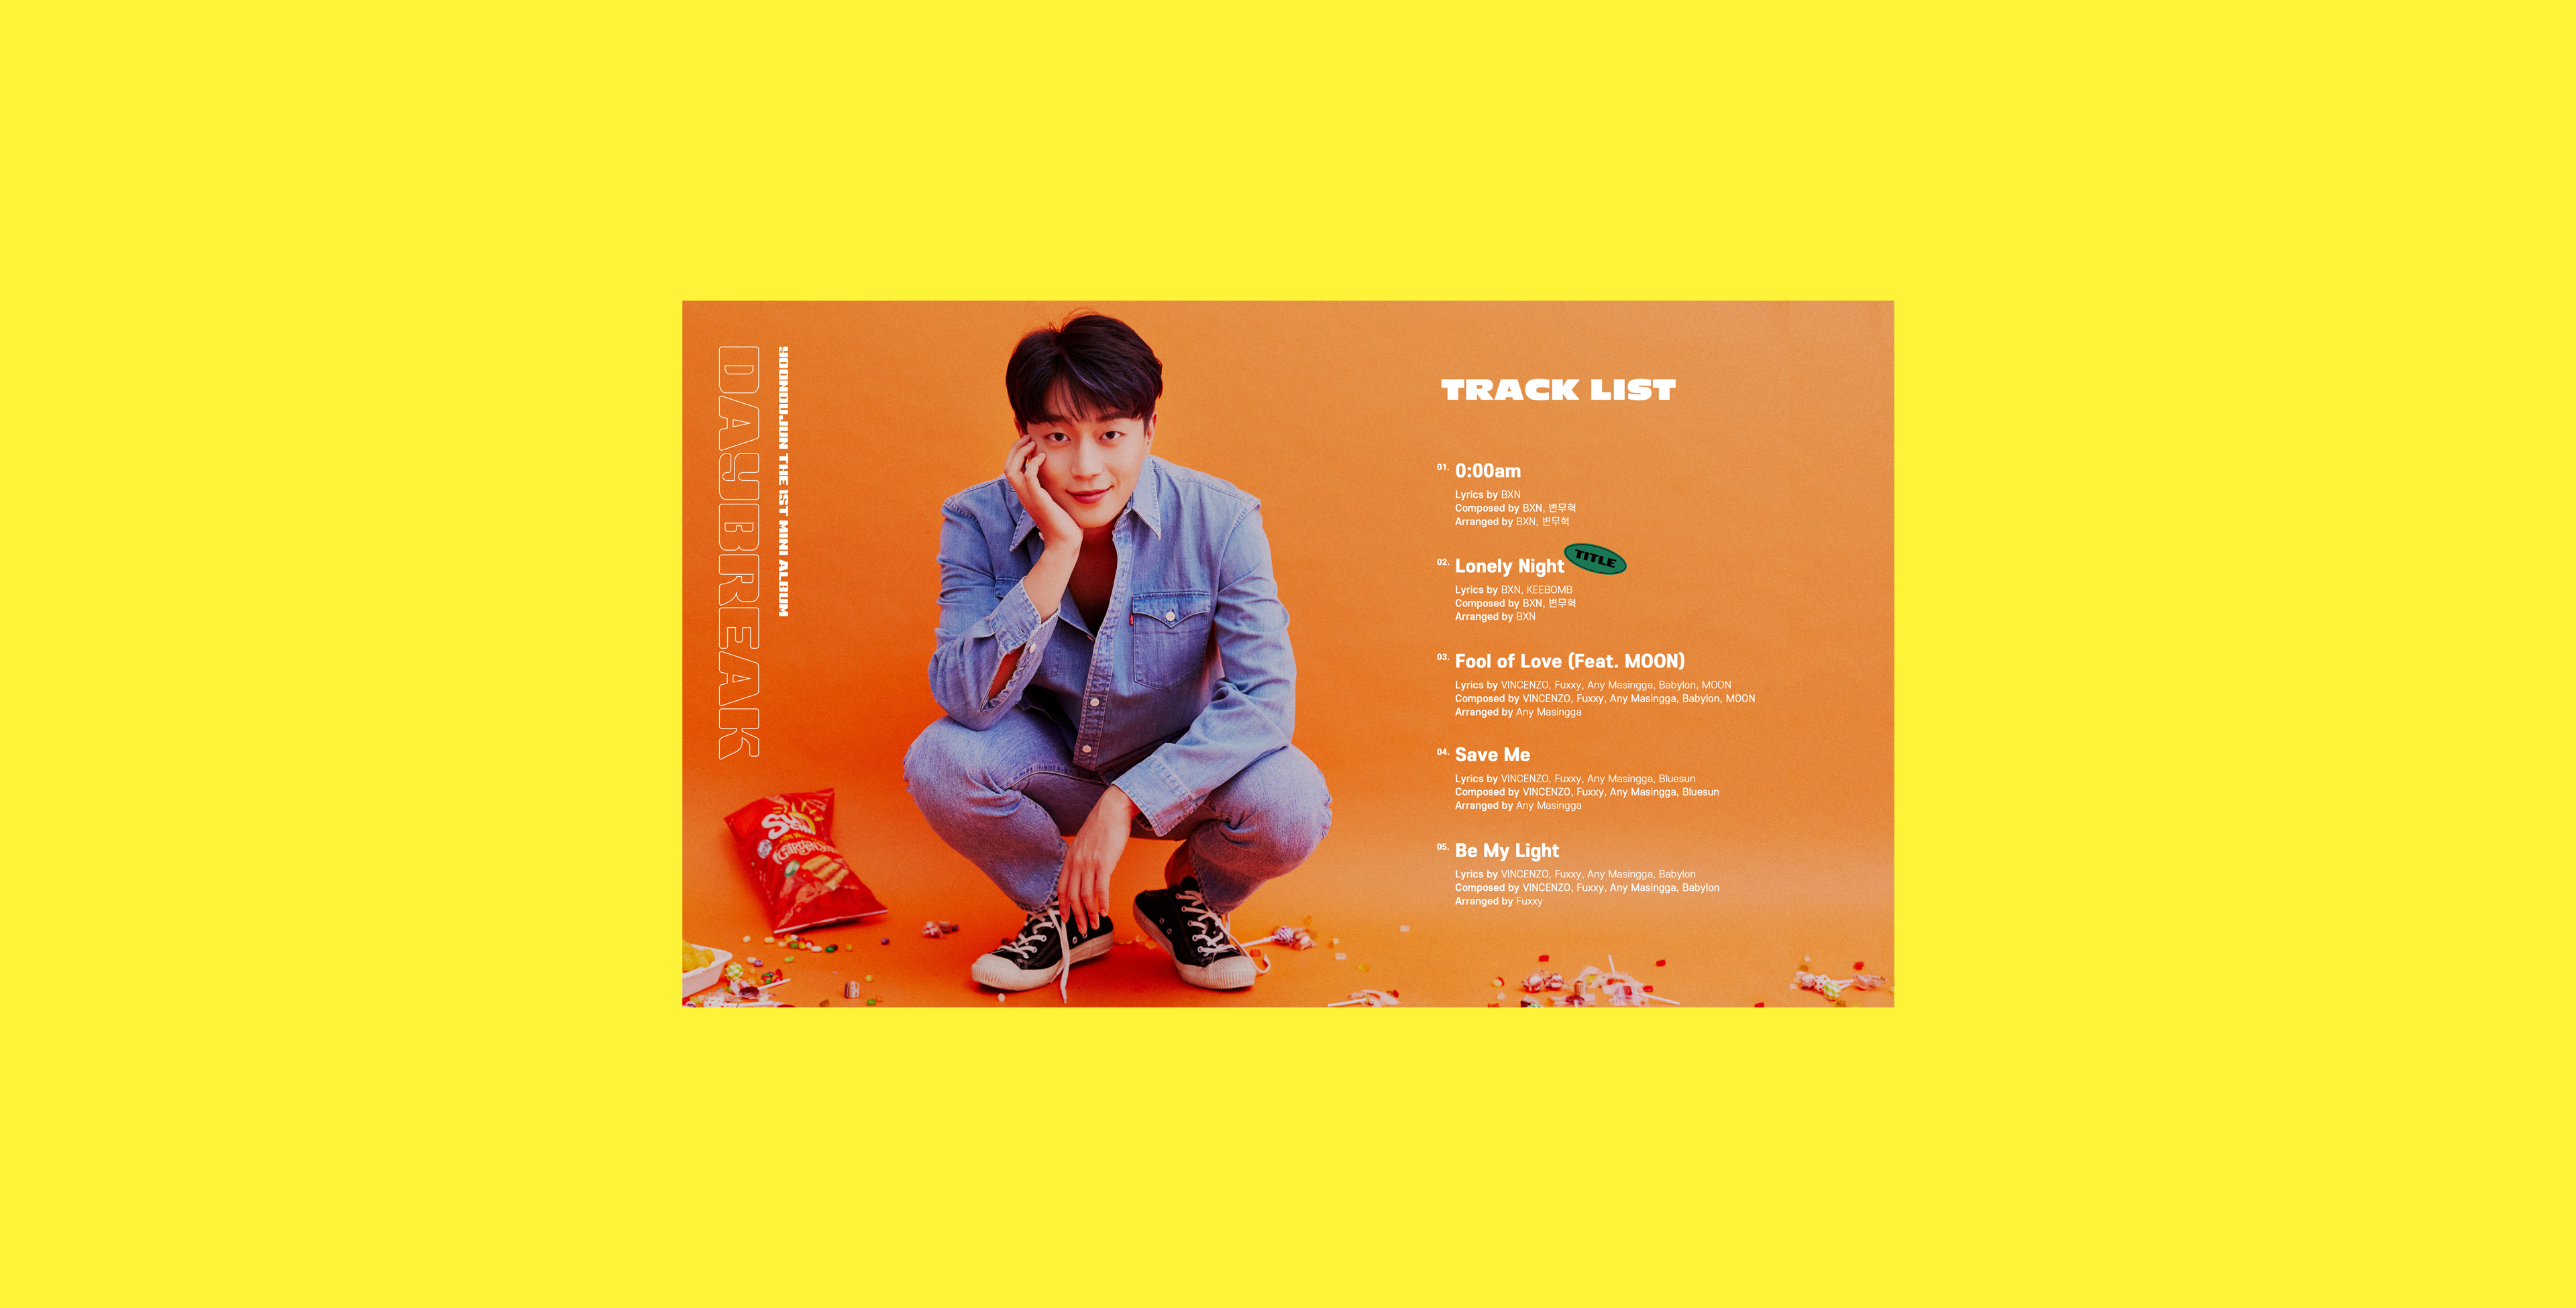 DAYBREAK
YOONDUJUN THE 1ST MINI ALBUM
TRACK LIST
01. 0:00am
Lyrics by BXN
Composed by BXN, 변무혁
Arranged by BXN, 변무혁
02. Lonely Night TITLE
Lyrics by BXN, KEEBOMB
Composed by BXN, 변무혁
Arranged by BXN
03. Fool of Love (Feat. MOON)
Lyrics by VINCENZO, Fuxxy, Any Masingga, Babylon, MOON
Composed by VINCENZO, Fuxxy, Any Masingga, Babylon, MOON
Arranged by Any Masingga
04. Save Me
Lyrics by VINCENZO, Fuxxy, Any Masingga, Bluesun
Composed by VINCENZO, Fuxxy, Any Masingga, Bluesun
Arranged by Any Masingga
05. Be My Light
Lyrics by VINCENZO, Fuxxy, Any Masingga, Babylon
Composed by VINCENZO, Fuxxy, Any Masingga, Babylon
Arranged by Fuxxy
Sun